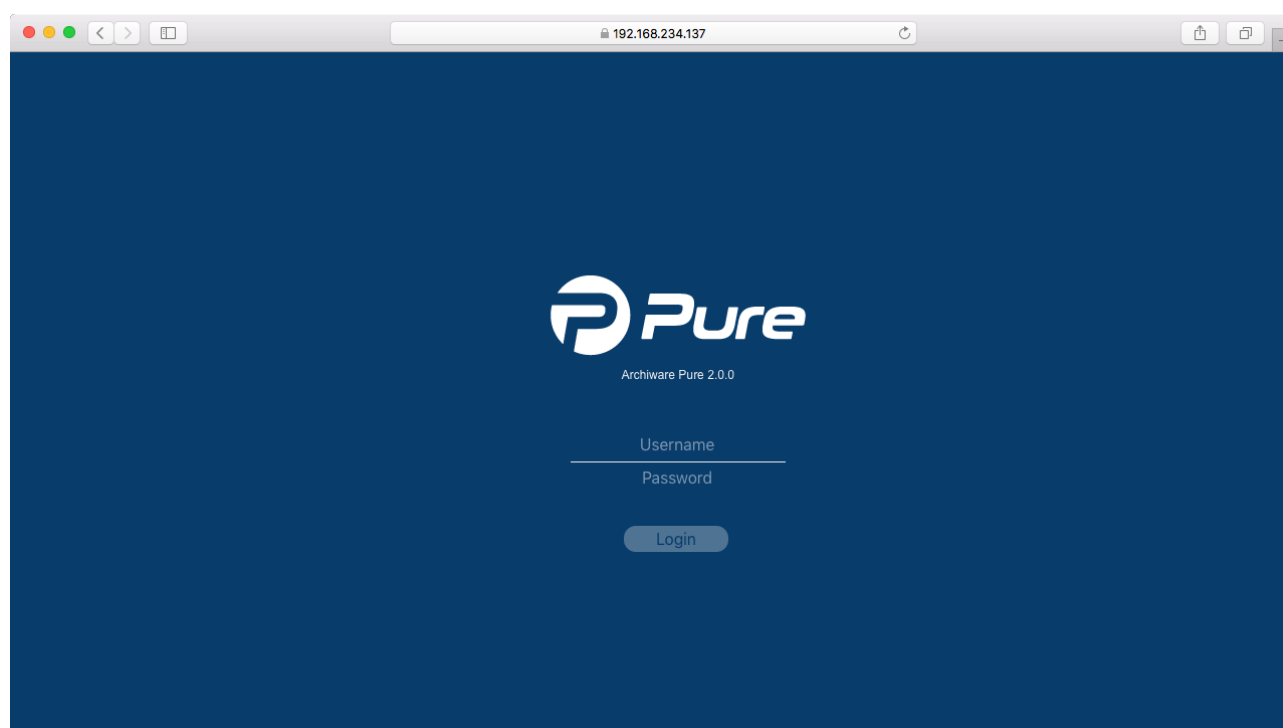 192.168.234.137
Pure
Archiware Pure 2.0.0
Username
Password
Login